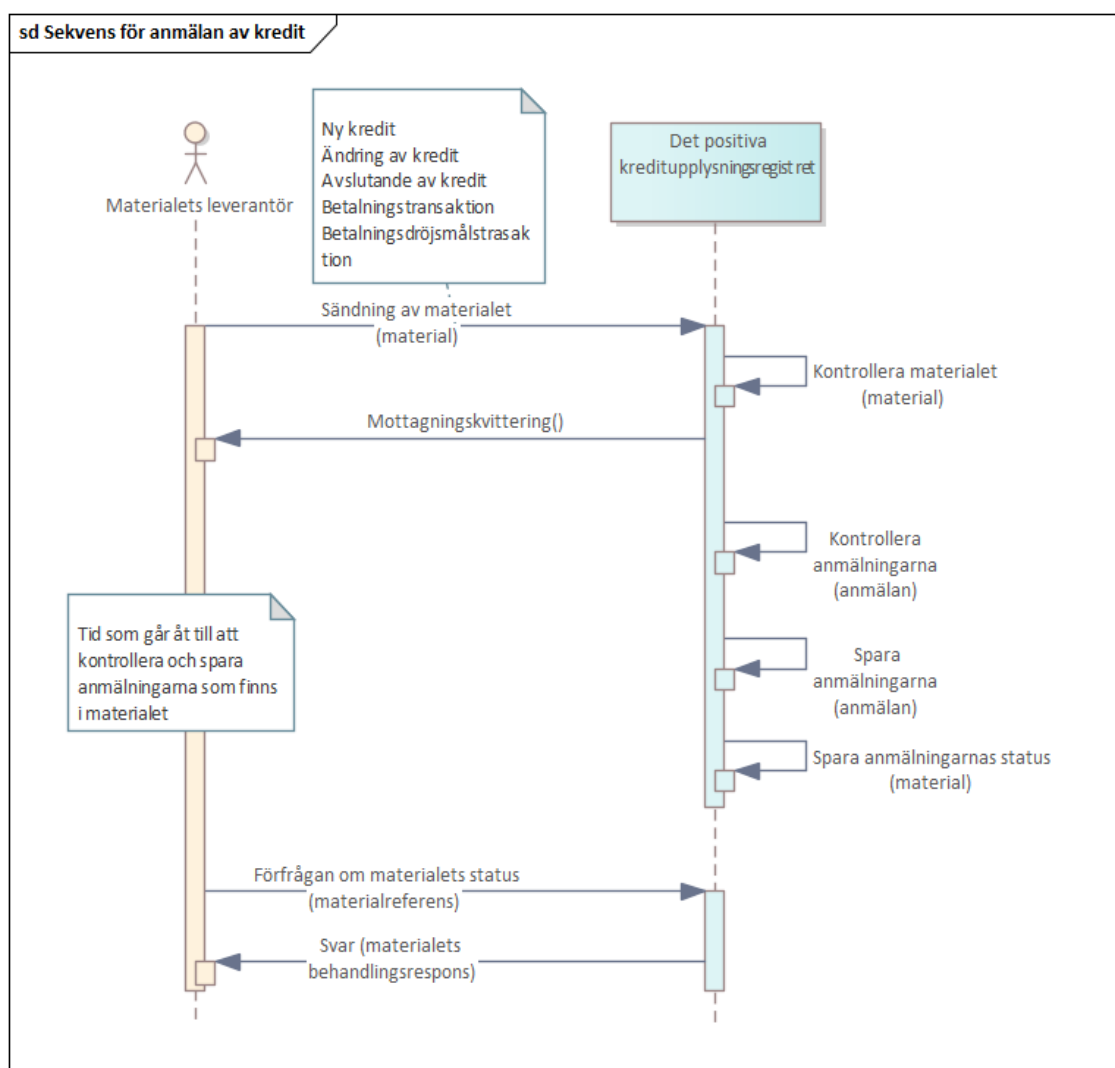 sd Sekvens för anmälan av kredit
Ny kredit
Ändring av kredit
Avslutande av kredit
Betalningstransaktion
Betalningsdröjsmålstrasak
tion
Materialets leverantör
Det positiva
kreditupplysningsregistret
Sändning av materialet
(material)
Kontrollera materialet
(material)
Mottagningskvittering()
Kontrollera
anmälningarna
(anmälan)
Tid som går åt till att
kontrollera och spara
anmälningarna som finns
i materialet
Spara
anmälningarna
(anmälan)
Spara anmälningarnas status
(material)
Förfrågan om materialets status
(materialreferens)
Svar (materialets
behandlingsrespons)